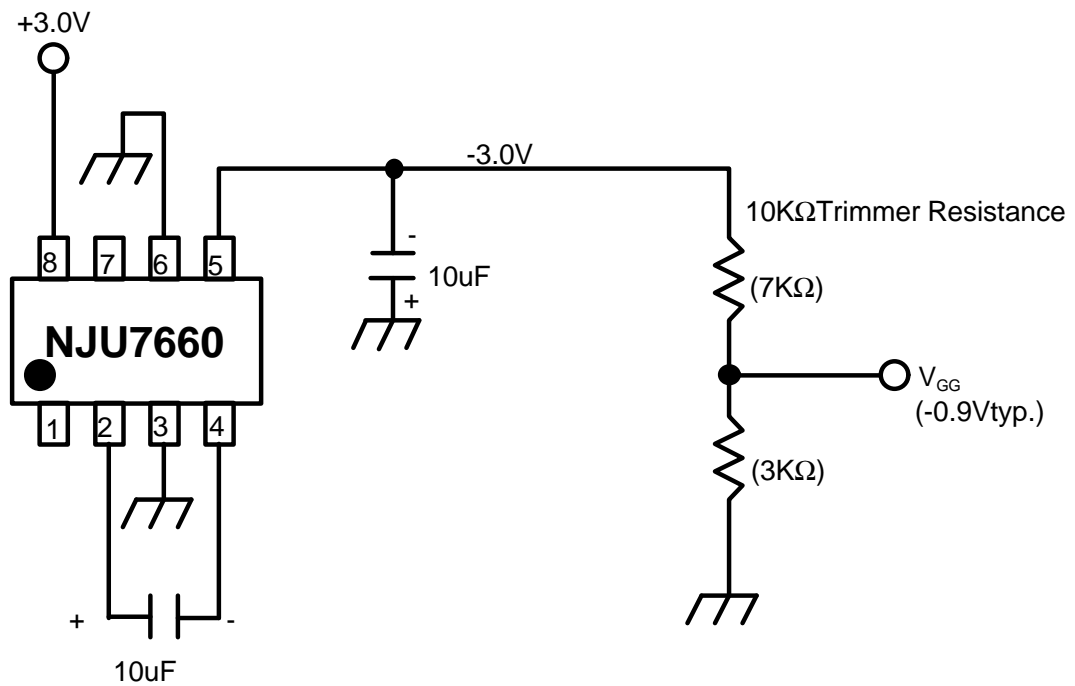 +3.0V
-3.0V
10KΩTrimmer Resistance
8 7 6 5
-
10uF
+
(7KΩ)
NJU7660
V_GG
(-0.9Vtyp.)
1 2 3 4
(3KΩ)
+ -
10uF